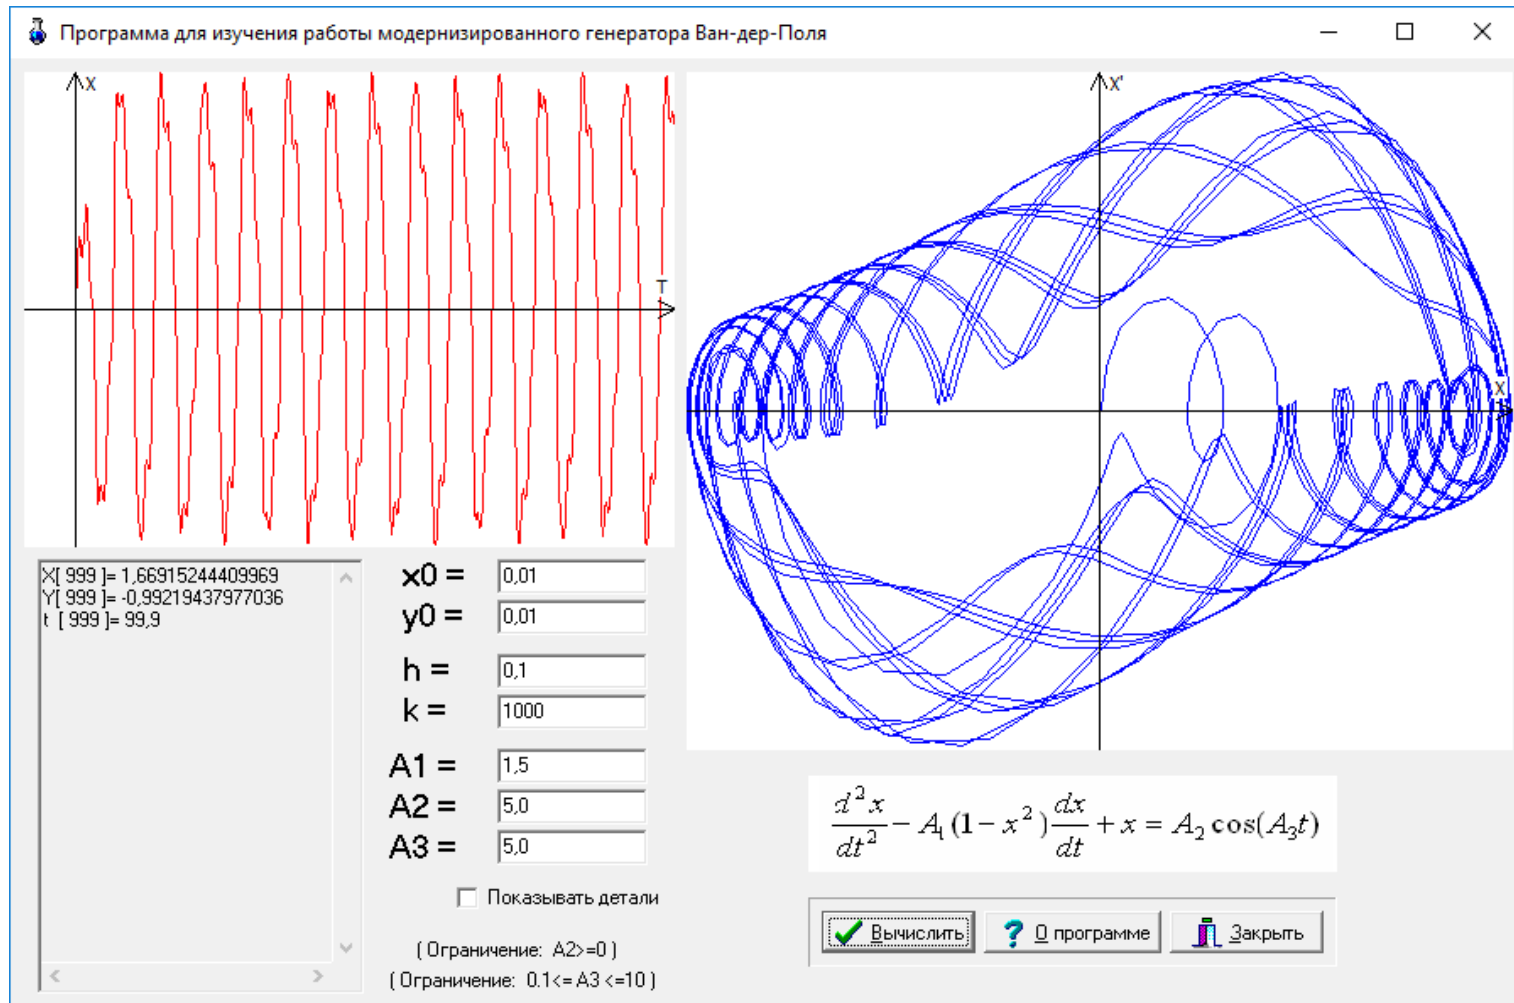 Программа для изучения работы модернизированного генератора Ван-дер-Поля
X
T
X'
X
X[ 999 ]= 1,66915244409969
Y[ 999 ]= -0,99219437977036
t [ 999 ]= 99,9
x0 = 0,01
y0 = 0,01
h = 0,1
k = 1000
A1 = 1,5
A2 = 5,0
A3 = 5,0
Показывать детали
( Ограничение: A2>=0 )
( Ограничение: 0.1<= A3 <=10 )
d²x/dt² − A₁(1 − x²)dx/dt + x = A₂ cos(A₃t)
Вычислить
О программе
Закрыть